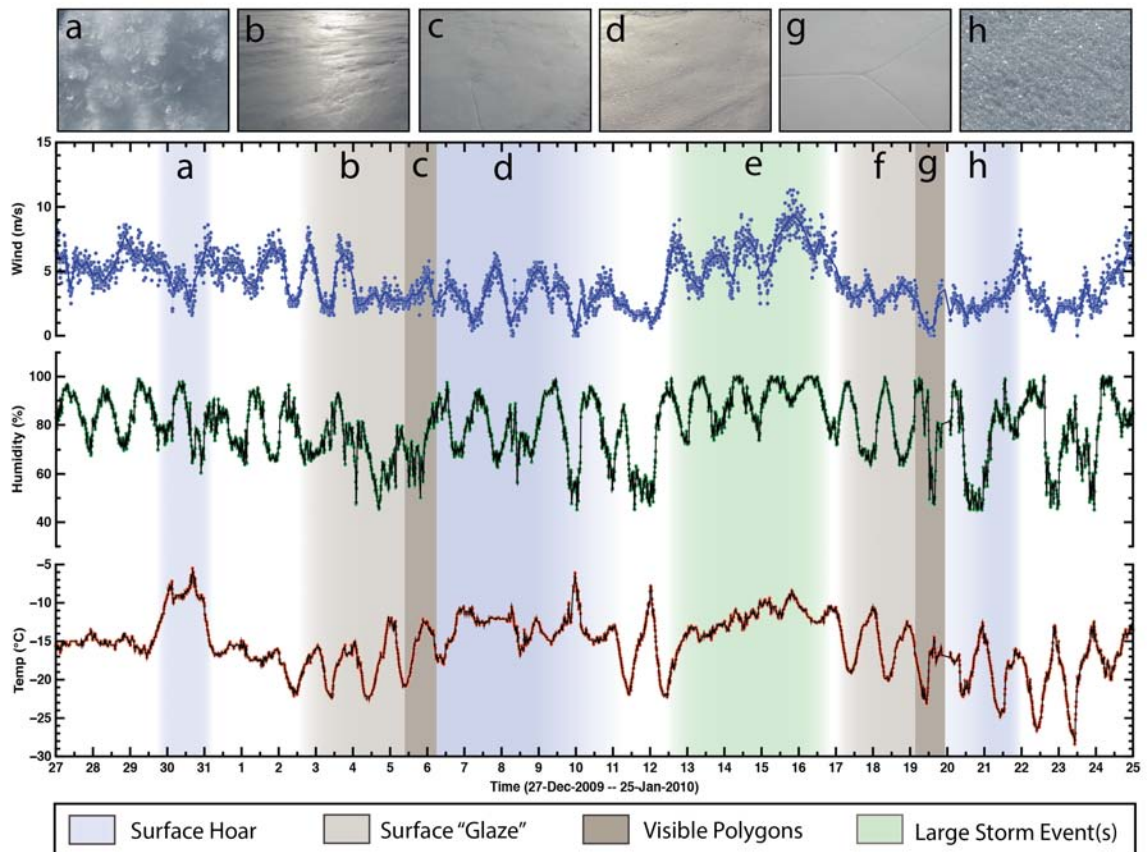 a b c d g h
15
a b c d e f g h
10
Wind (m/s)
5
0
100
80
Humidity (%)
60
40
−5
−10
−15
Temp (°C)
−20
−25
−30
27 28 29 30 31 1 2 3 4 5 6 7 8 9 10 11 12 13 14 15 16 17 18 19 20 21 22 23 24 25
Time (27-Dec-2009 -- 25-Jan-2010)
Surface Hoar Surface “Glaze” Visible Polygons Large Storm Event(s)